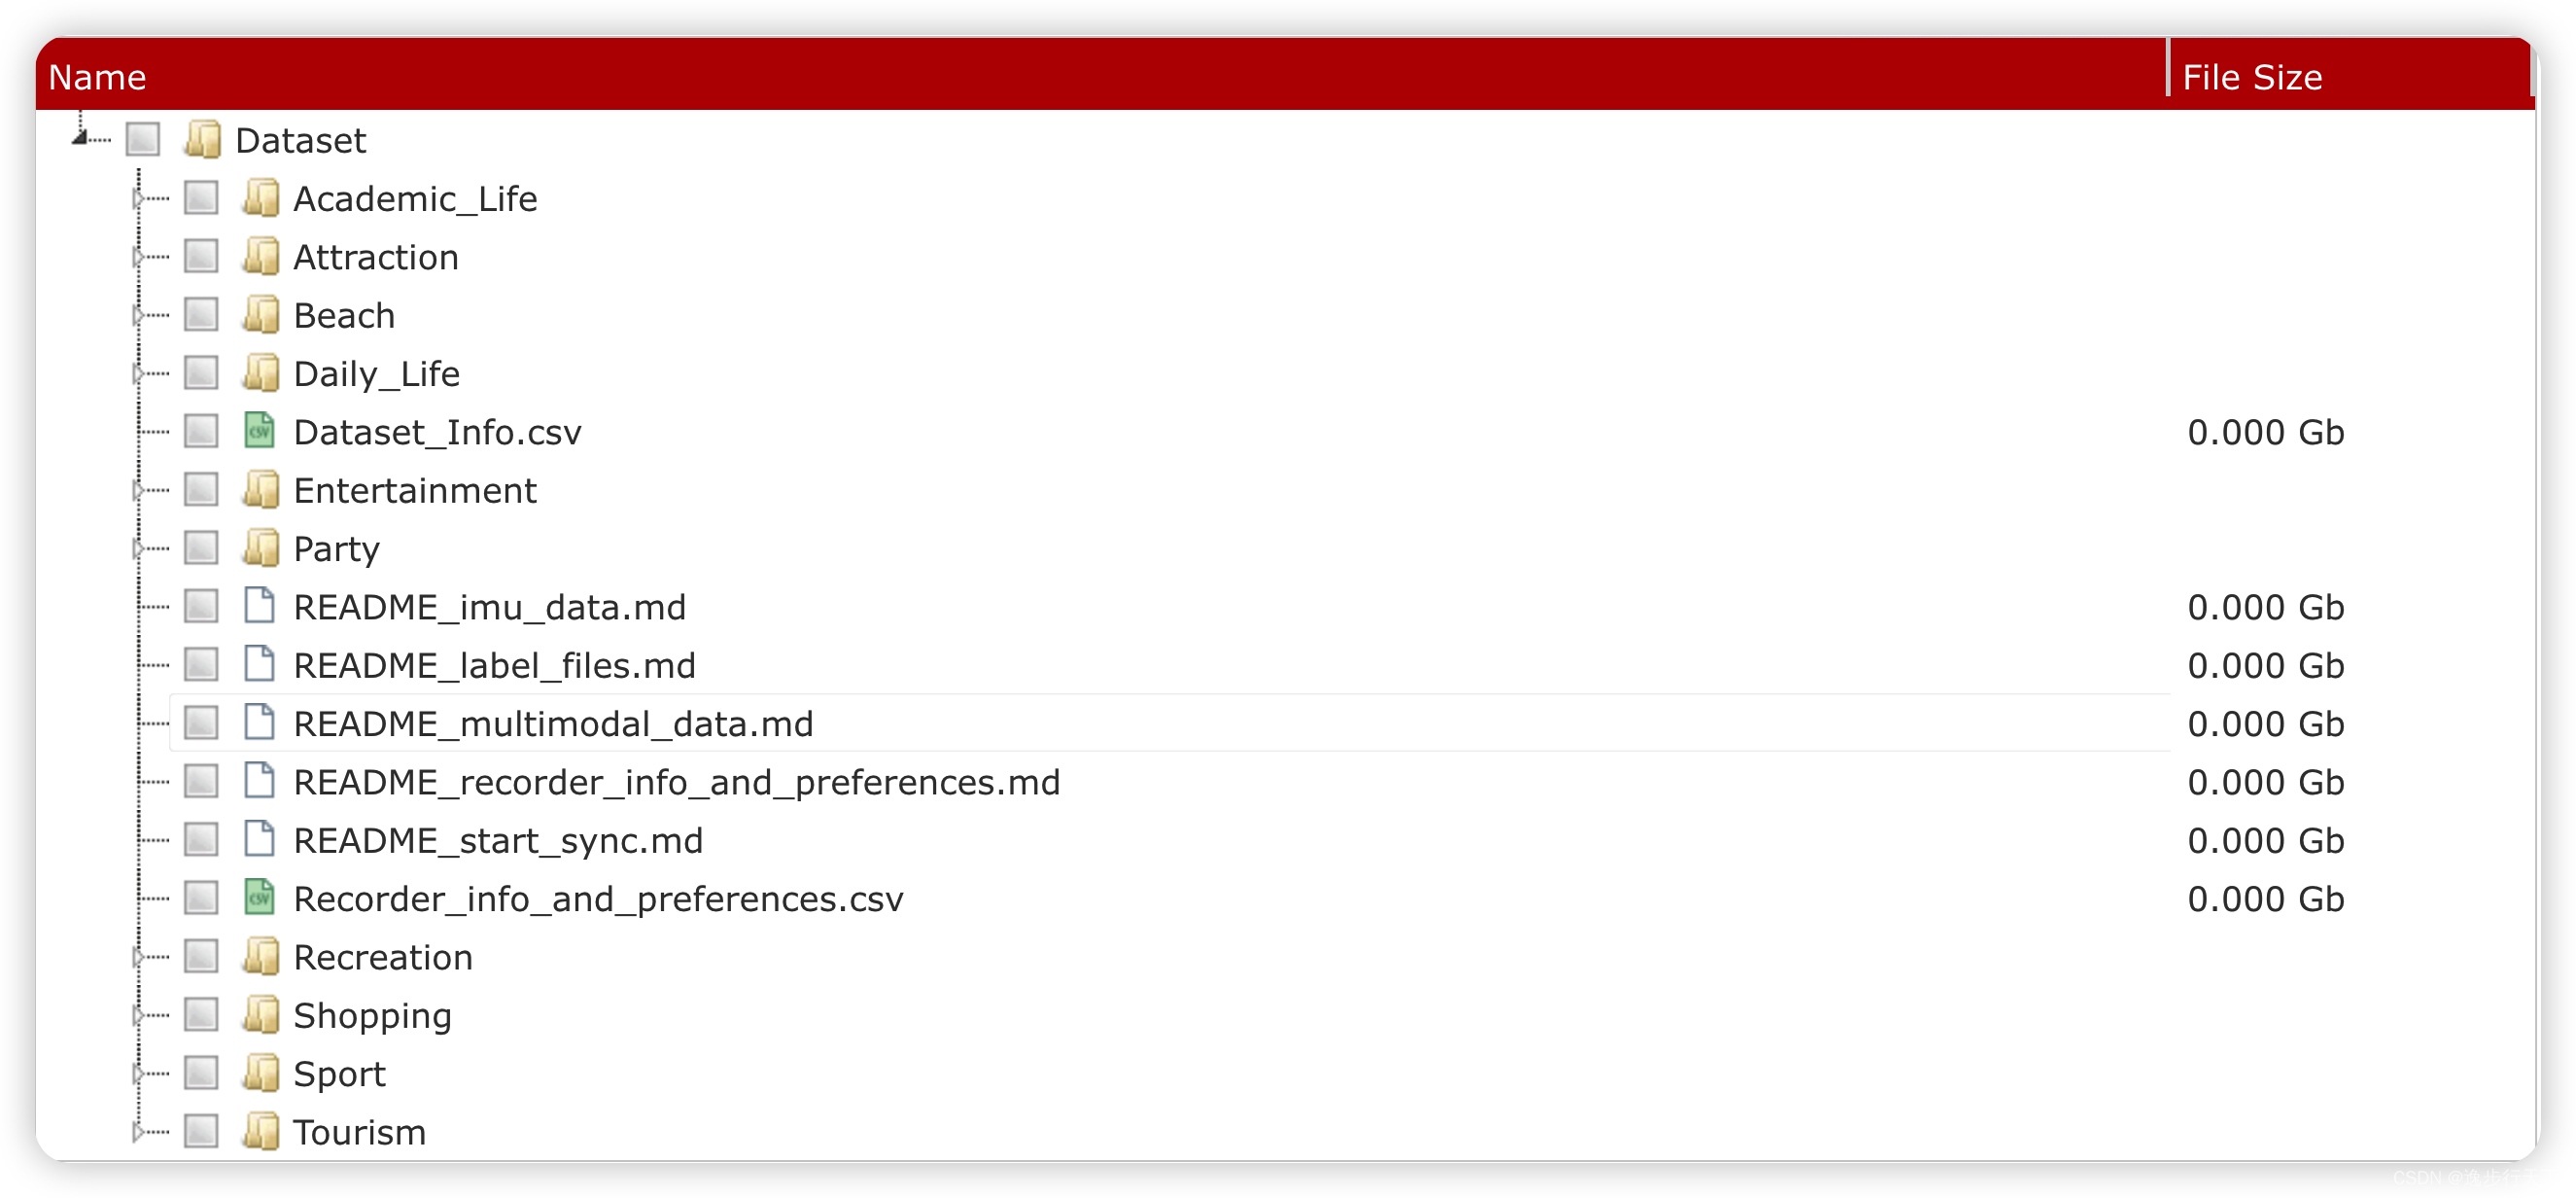 Name File Size
Dataset
Academic_Life
Attraction
Beach
Daily_Life
Dataset_Info.csv 0.000 Gb
Entertainment
Party
README_imu_data.md 0.000 Gb
README_label_files.md 0.000 Gb
README_multimodal_data.md 0.000 Gb
README_recorder_info_and_preferences.md 0.000 Gb
README_start_sync.md 0.000 Gb
Recorder_info_and_preferences.csv 0.000 Gb
Recreation
Shopping
Sport
Tourism
CSDN